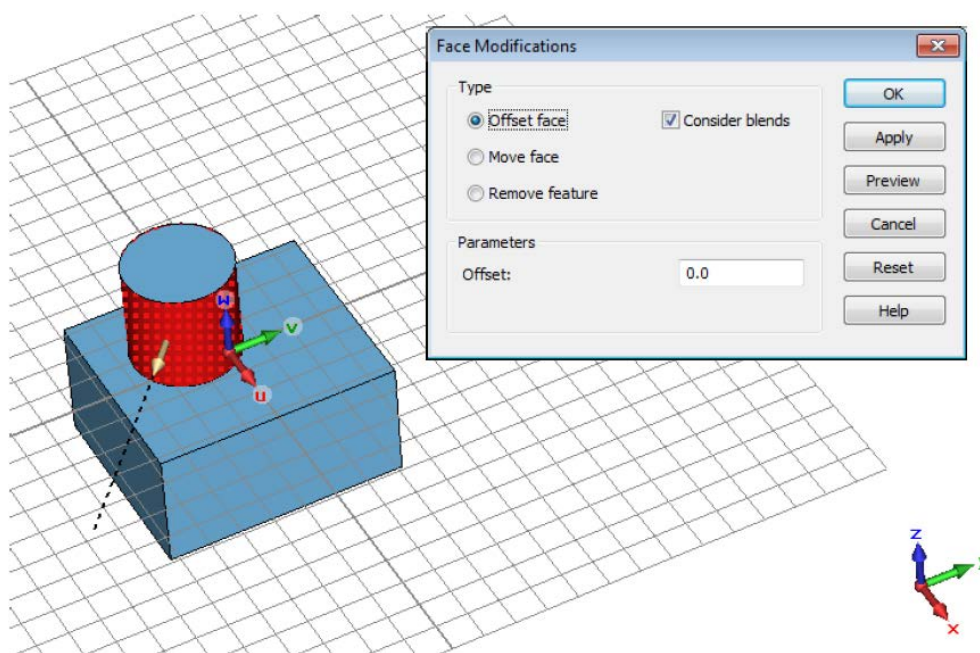 Face Modifications
Type
Offset face
Consider blends
Move face
Remove feature
Parameters
Offset:
0.0
OK
Apply
Preview
Cancel
Reset
Help
w
v
u
z
x